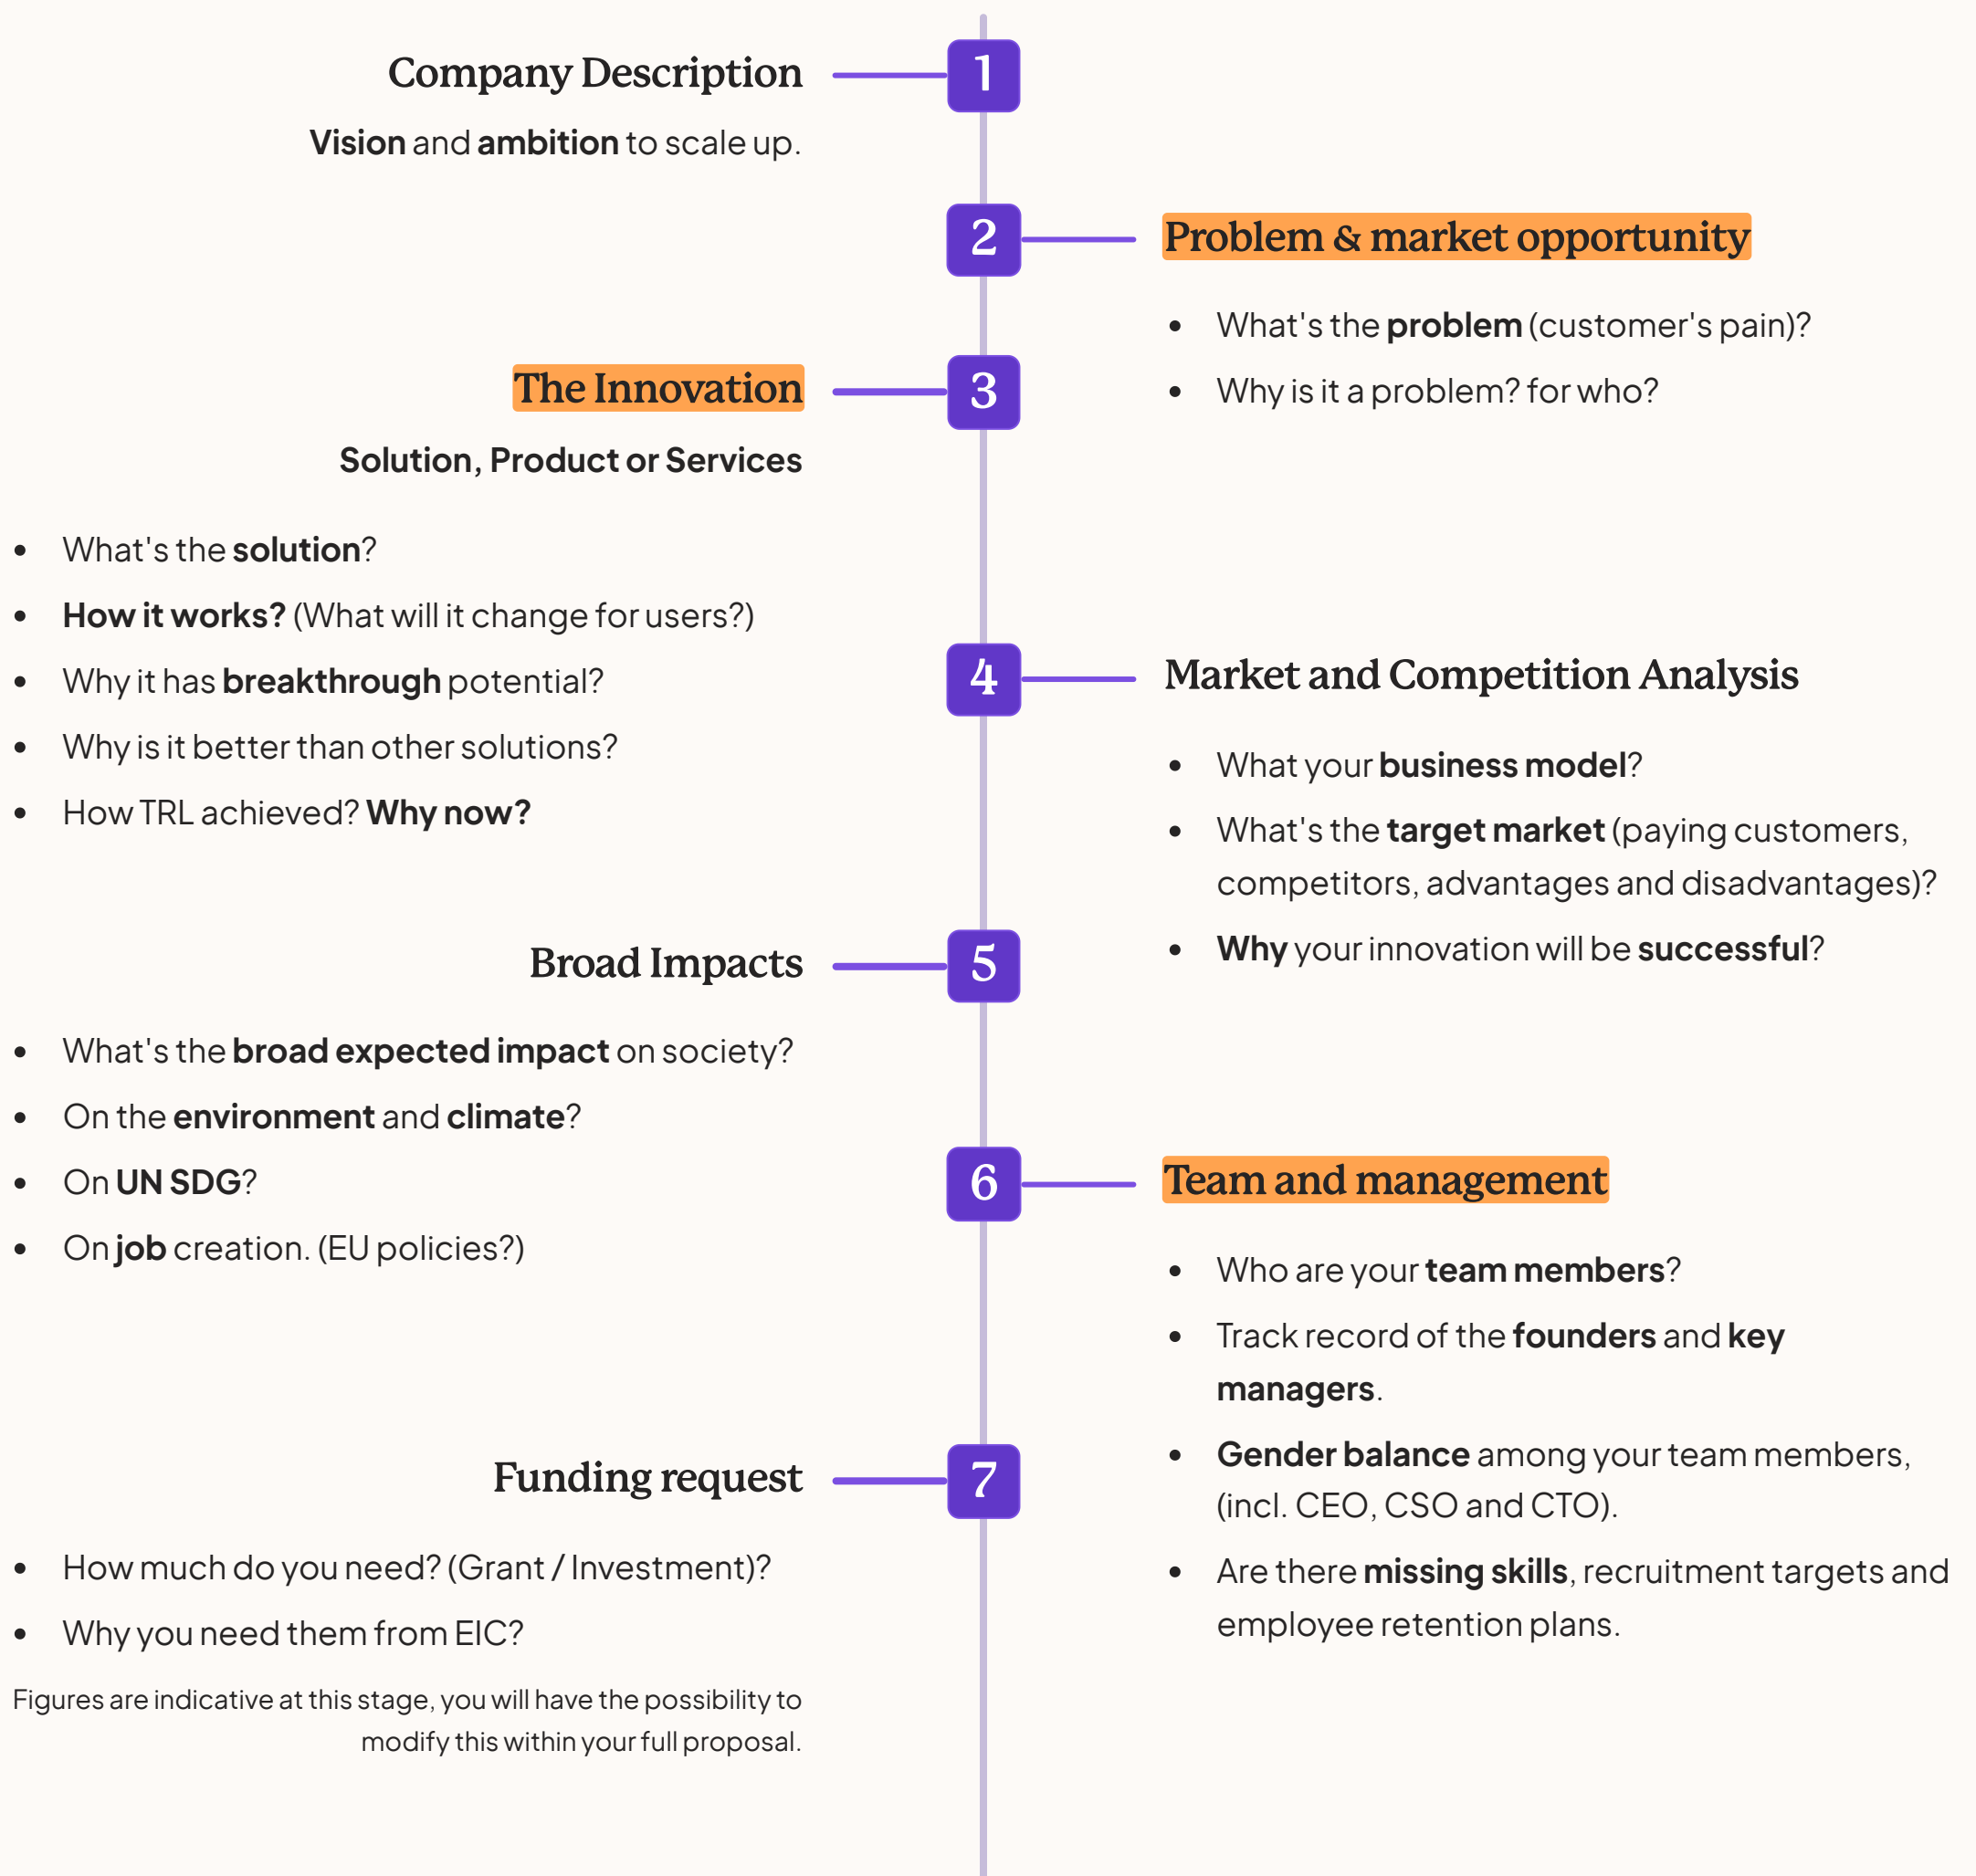 1
Company Description
Vision and ambition to scale up.
2
Problem & market opportunity
• What's the problem (customer's pain)?
• Why is it a problem? for who?
3
The Innovation
Solution, Product or Services
• What's the solution?
• How it works? (What will it change for users?)
• Why it has breakthrough potential?
• Why is it better than other solutions?
• How TRL achieved? Why now?
4
Market and Competition Analysis
• What your business model?
• What's the target market (paying customers,
competitors, advantages and disadvantages)?
• Why your innovation will be successful?
5
Broad Impacts
• What's the broad expected impact on society?
• On the environment and climate?
• On UN SDG?
• On job creation. (EU policies?)
6
Team and management
• Who are your team members?
• Track record of the founders and key
managers.
• Gender balance among your team members,
(incl. CEO, CSO and CTO).
• Are there missing skills, recruitment targets and
employee retention plans.
7
Funding request
• How much do you need? (Grant / Investment)?
• Why you need them from EIC?
Figures are indicative at this stage, you will have the possibility to
modify this within your full proposal.